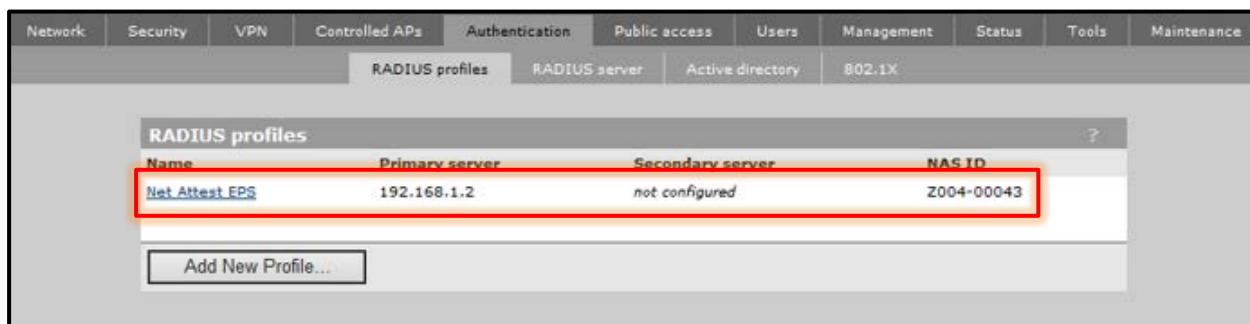 Network Security VPN Controlled APs Authentication Public access Users Management Status Tools Maintenance
RADIUS profiles RADIUS server Active directory 802.1X
RADIUS profiles ?
Name Primary server Secondary server NAS ID
Net Attest EPS 192.168.1.2 not configured Z004-00043
Add New Profile...